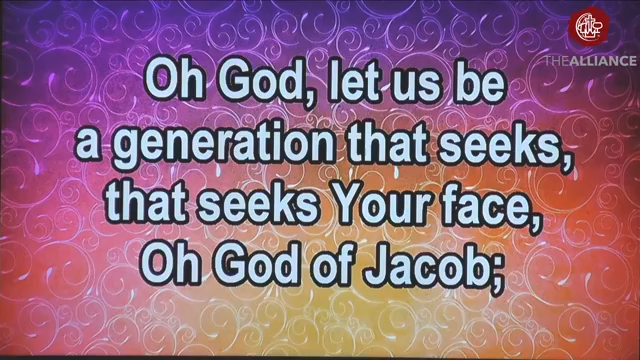 THEALLIANCE
Oh God, let us be
a generation that seeks,
that seeks Your face,
Oh God of Jacob;